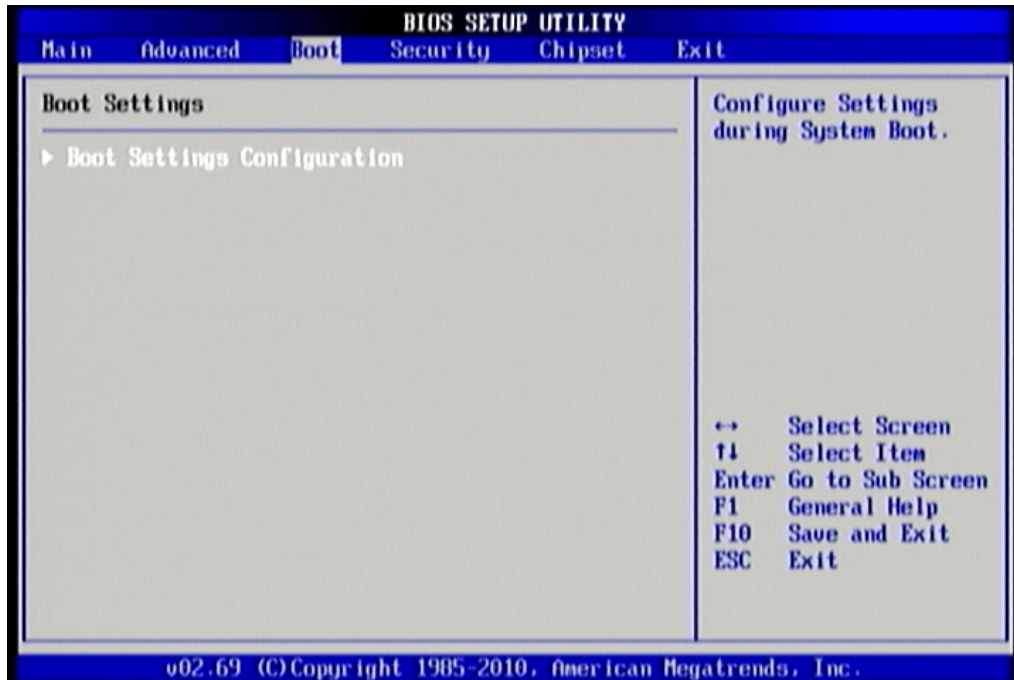 BIOS SETUP UTILITY
Main Advanced Boot Security Chipset Exit
Boot Settings
▶ Boot Settings Configuration
Configure Settings
during System Boot.
↔ Select Screen
↑↓ Select Item
Enter Go to Sub Screen
F1 General Help
F10 Save and Exit
ESC Exit
v02.69 (C)Copyright 1985-2010, American Megatrends, Inc.